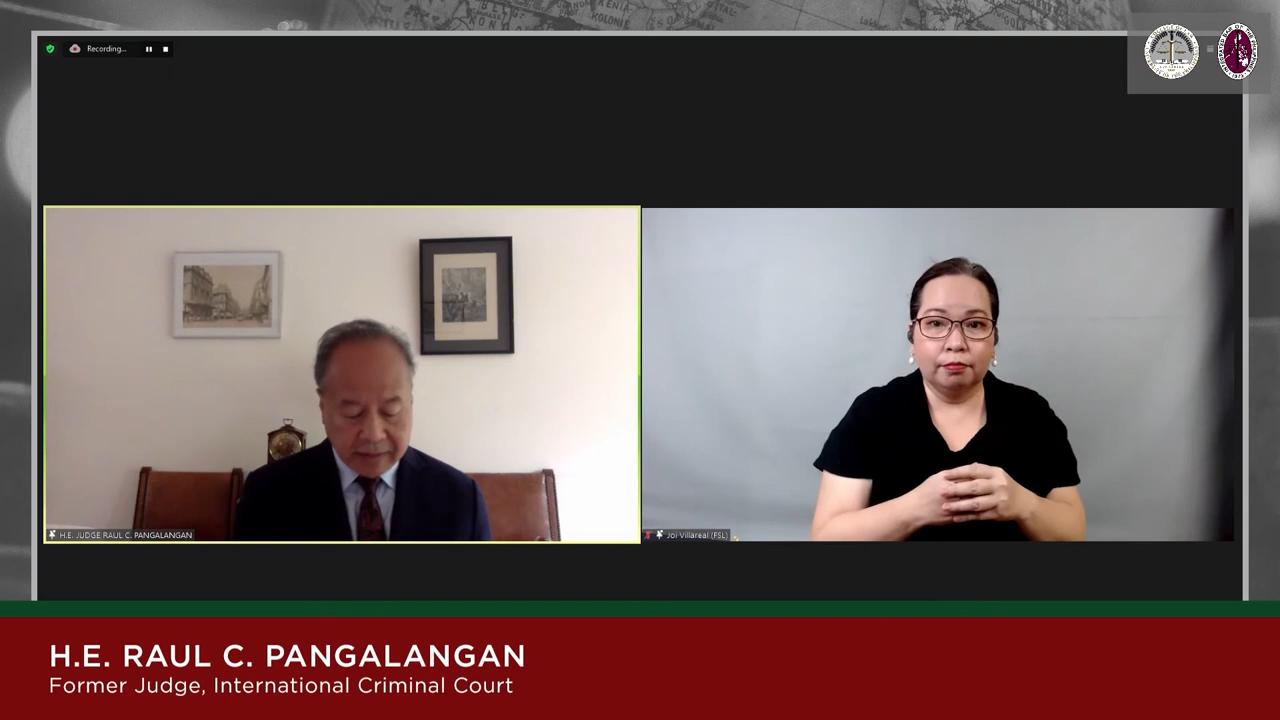 Recording...
H.E. JUDGE RAUL C. PANGALANGAN
Joi Villareal (FSL)
H.E. RAUL C. PANGALANGAN
Former Judge, International Criminal Court